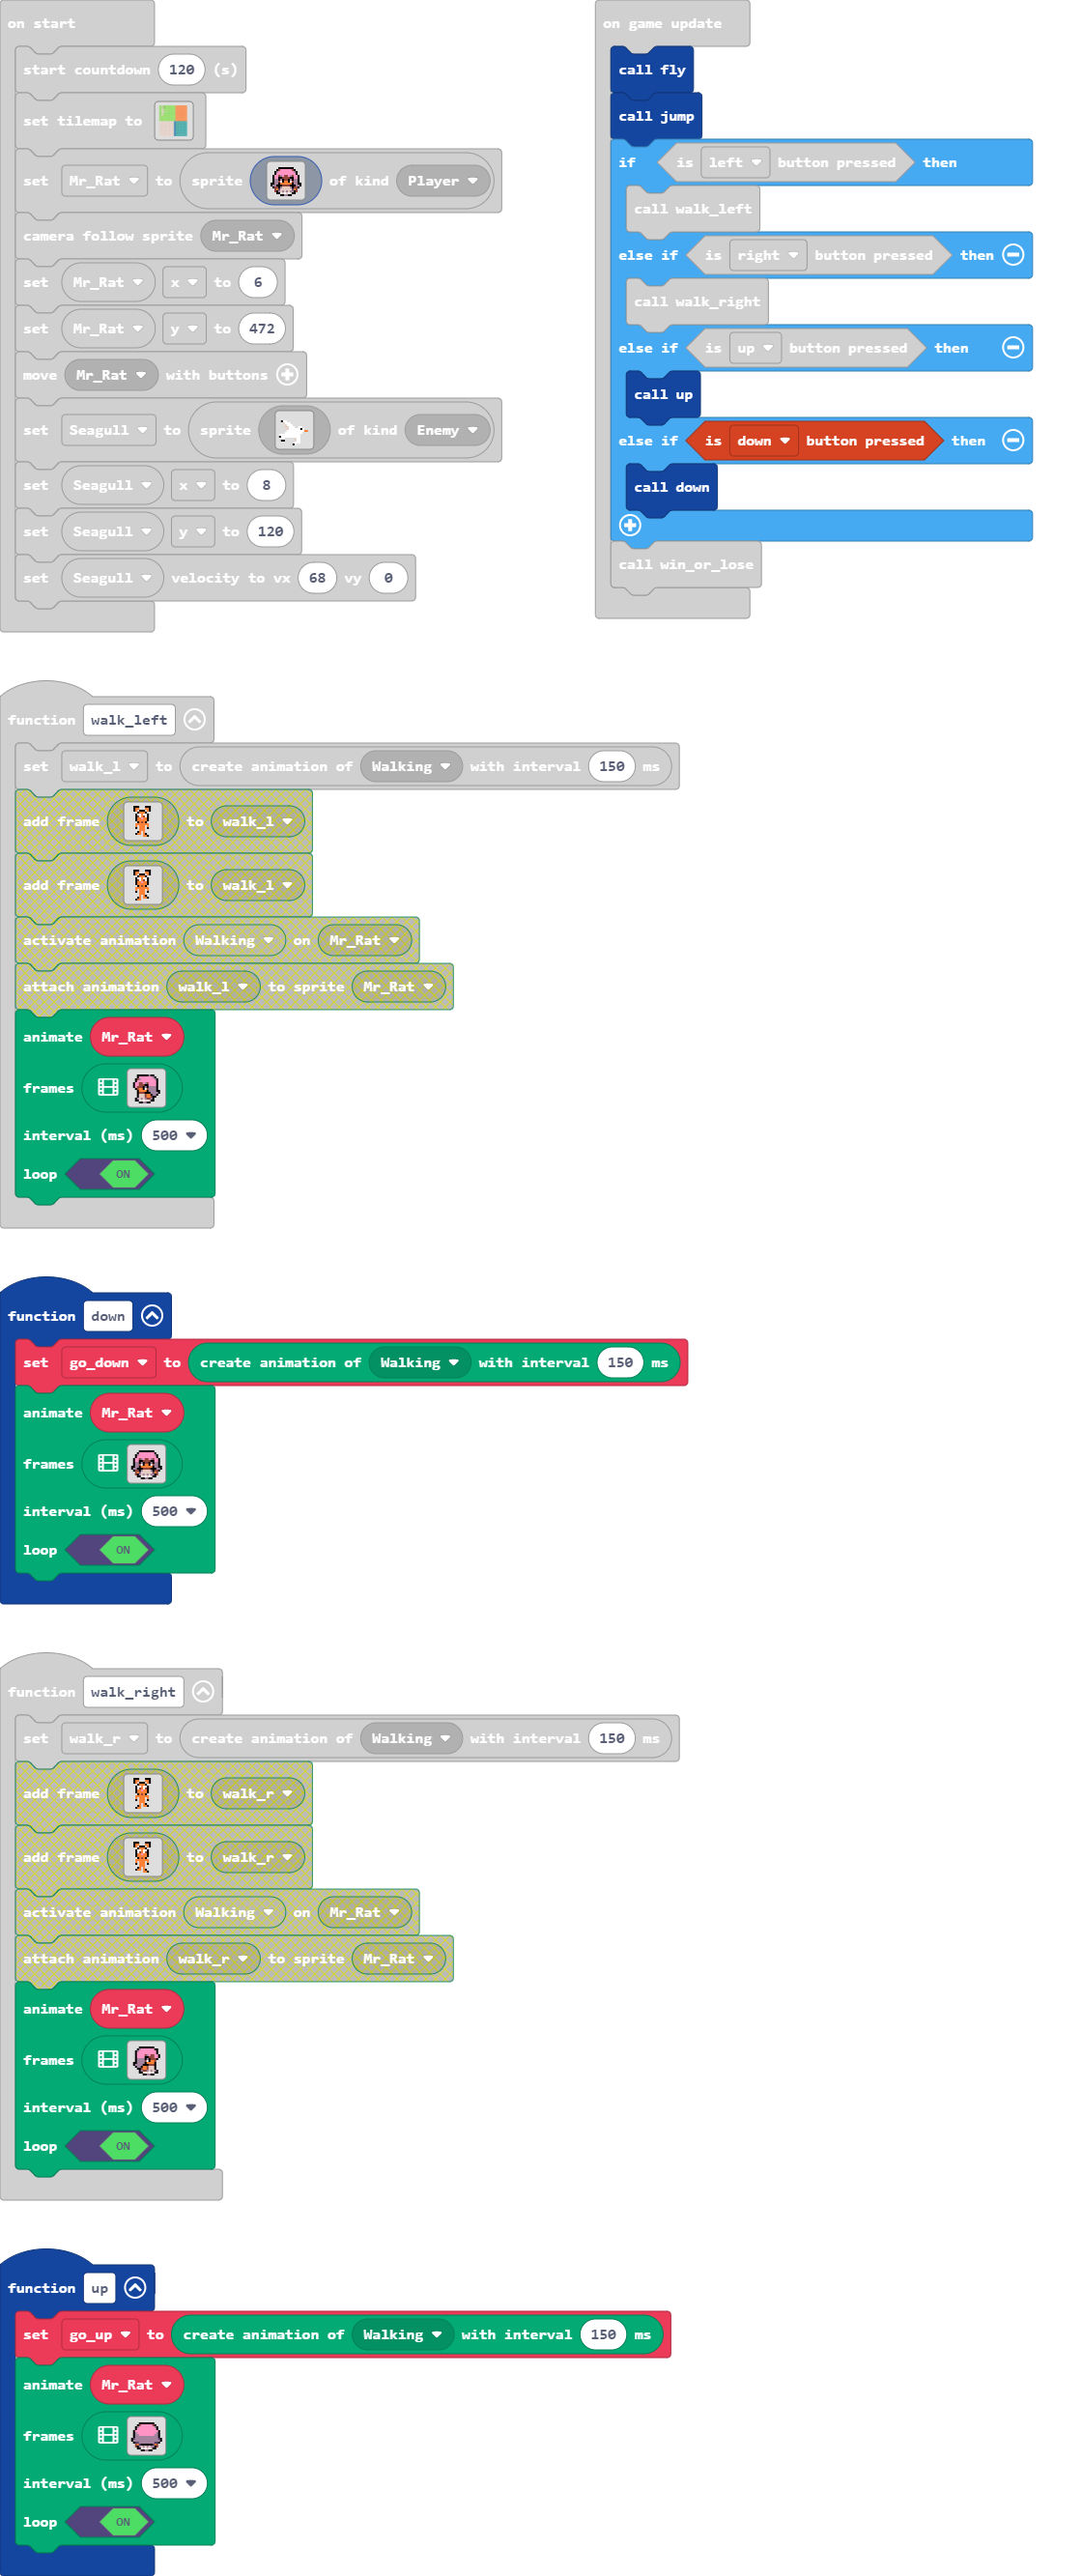 on start
start countdown 120 (s)
set tilemap to
set Mr_Rat to sprite of kind Player
camera follow sprite Mr_Rat
set Mr_Rat x to 6
set Mr_Rat y to 472
move Mr_Rat with buttons
set Seagull to sprite of kind Enemy
set Seagull x to 8
set Seagull y to 120
set Seagull velocity to vx 68 vy 0
on game update
call fly
call jump
if is left button pressed then
call walk_left
else if is right button pressed then
call walk_right
else if is up button pressed then
call up
else if is down button pressed then
call down
call win_or_lose
function walk_left
set walk_l to create animation of Walking with interval 150 ms
add frame to walk_l
add frame to walk_l
activate animation Walking on Mr_Rat
attach animation walk_l to sprite Mr_Rat
animate Mr_Rat
frames
interval (ms) 500
loop ON
function down
set go_down to create animation of Walking with interval 150 ms
animate Mr_Rat
frames
interval (ms) 500
loop ON
function walk_right
set walk_r to create animation of Walking with interval 150 ms
add frame to walk_r
add frame to walk_r
activate animation Walking on Mr_Rat
attach animation walk_r to sprite Mr_Rat
animate Mr_Rat
frames
interval (ms) 500
loop ON
function up
set go_up to create animation of Walking with interval 150 ms
animate Mr_Rat
frames
interval (ms) 500
loop ON